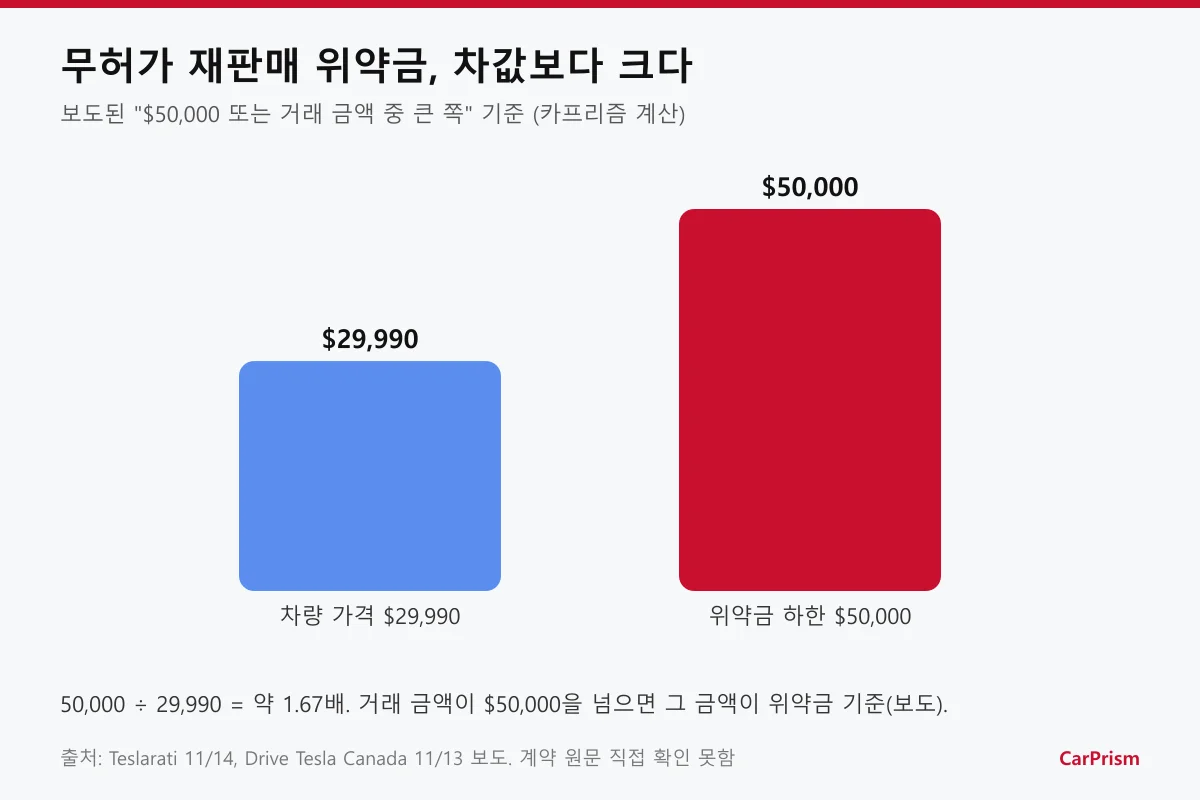 무허가 재판매 위약금, 차값보다 크다
보도된 "$50,000 또는 거래 금액 중 큰 쪽" 기준 (카프리즘 계산)
$50,000
$29,990
차량 가격 $29,990
위약금 하한 $50,000
50,000 ÷ 29,990 = 약 1.67배. 거래 금액이 $50,000을 넘으면 그 금액이 위약금 기준(보도).
출처: Teslarati 11/14, Drive Tesla Canada 11/13 보도. 계약 원문 직접 확인 못함
CarPrism